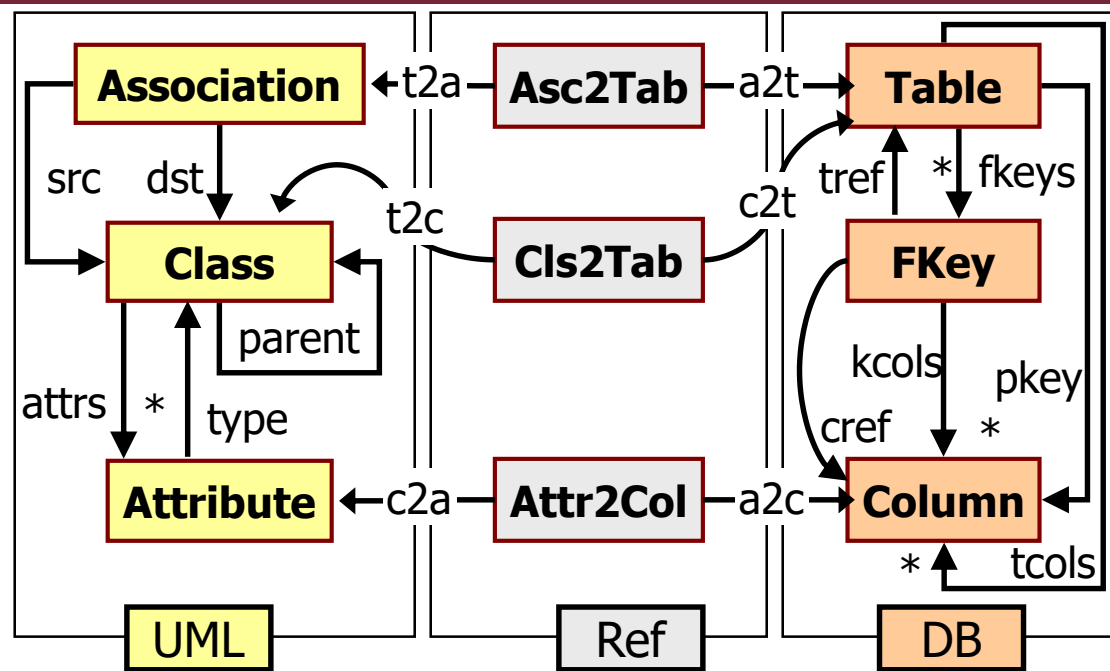 Association
t2a
Asc2Tab
a2t
Table
src
dst
t2c
c2t
tref
*
fkeys
Class
Cls2Tab
FKey
parent
attrs
*
type
kcols
pkey
cref
*
Attribute
c2a
Attr2Col
a2c
Column
*
tcols
UML
Ref
DB